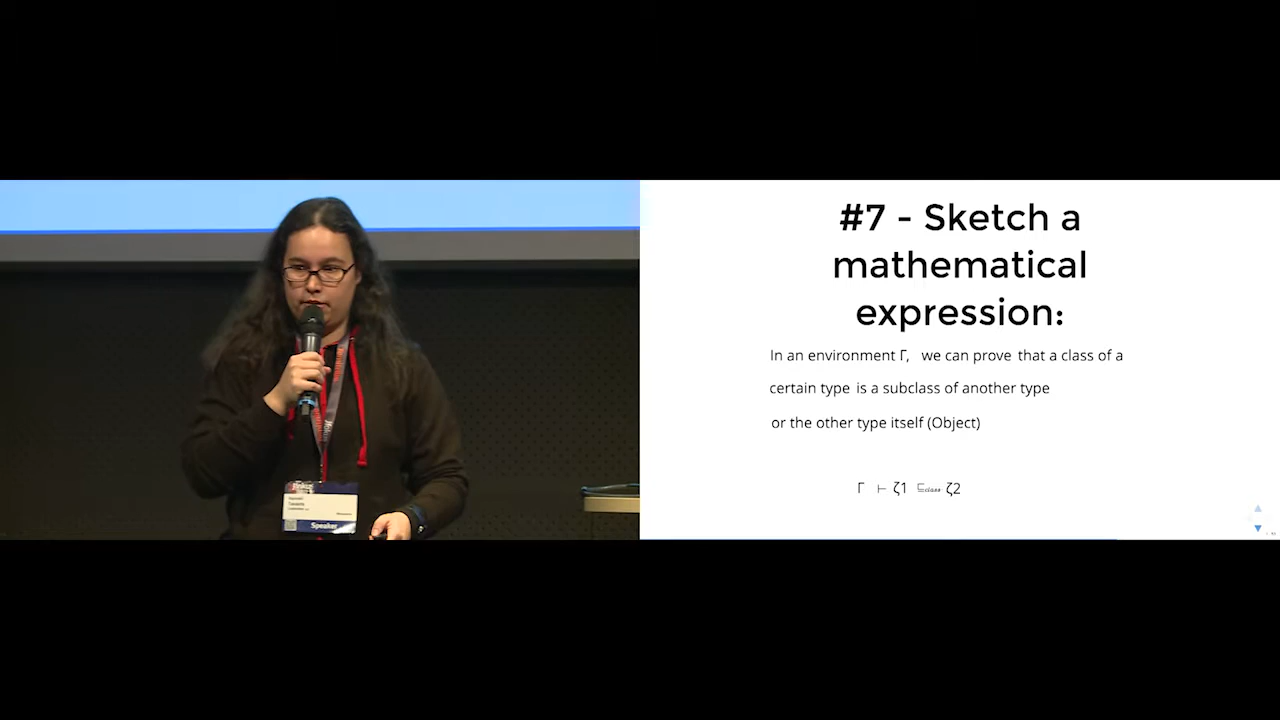 #7 - Sketch a
mathematical
expression:
In an environment Γ, we can prove that a class of a
certain type is a subclass of another type
or the other type itself (Object)
Γ ⊢ ζ1 ⊑class ζ2
Speaker